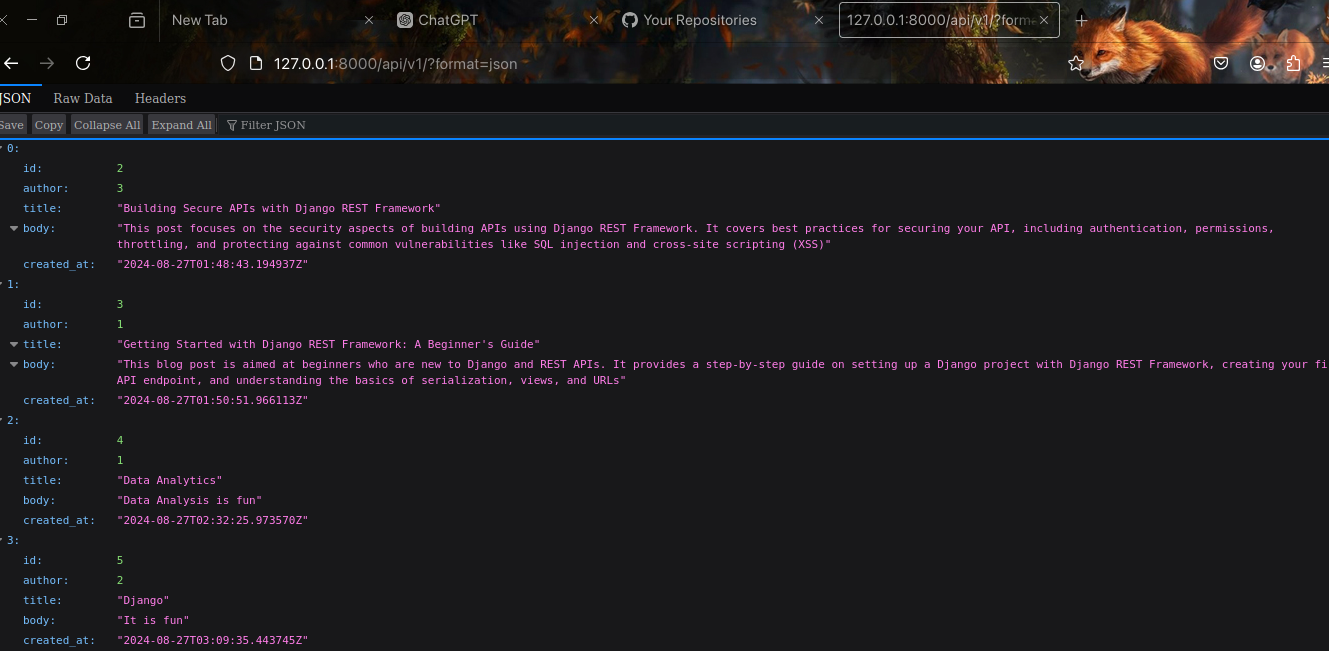 New Tab
ChatGPT
Your Repositories
127.0.0.1:8000/api/v1/?form
127.0.0.1:8000/api/v1/?format=json
JSON Raw Data Headers
Save Copy Collapse All Expand All Filter JSON
0:
id: 2
author: 3
title: "Building Secure APIs with Django REST Framework"
body: "This post focuses on the security aspects of building APIs using Django REST Framework. It covers best practices for securing your API, including authentication, permissions,
throttling, and protecting against common vulnerabilities like SQL injection and cross-site scripting (XSS)"
created_at: "2024-08-27T01:48:43.194937Z"
1:
id: 3
author: 1
title: "Getting Started with Django REST Framework: A Beginner's Guide"
body: "This blog post is aimed at beginners who are new to Django and REST APIs. It provides a step-by-step guide on setting up a Django project with Django REST Framework, creating your fi
API endpoint, and understanding the basics of serialization, views, and URLs"
created_at: "2024-08-27T01:50:51.966113Z"
2:
id: 4
author: 1
title: "Data Analytics"
body: "Data Analysis is fun"
created_at: "2024-08-27T02:32:25.973570Z"
3:
id: 5
author: 2
title: "Django"
body: "It is fun"
created_at: "2024-08-27T03:09:35.443745Z"